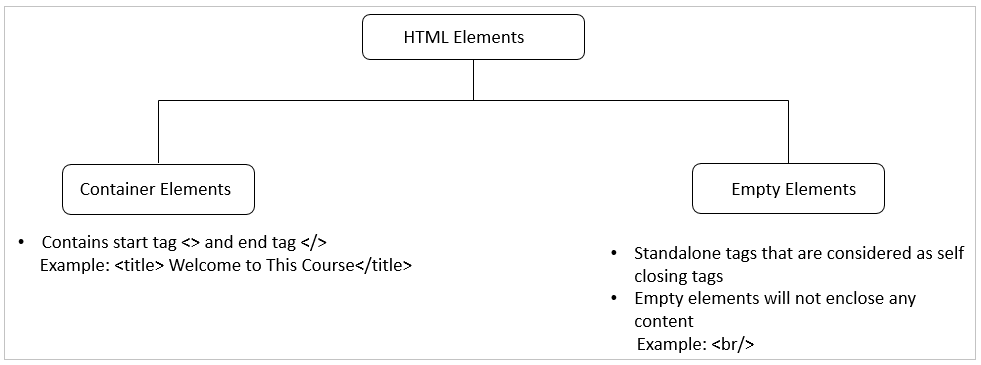 HTML Elements
Container Elements
• Contains start tag <> and end tag </>
Example: <title> Welcome to This Course</title>
Empty Elements
• Standalone tags that are considered as self
closing tags
• Empty elements will not enclose any
content
Example: <br/>